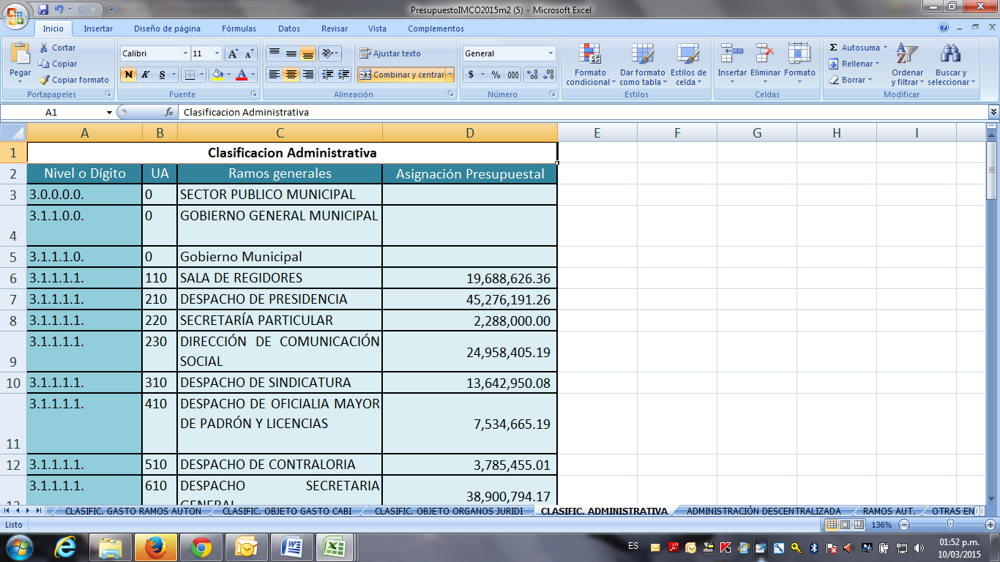 PresupuestoIMCO2015m2 (5) - Microsoft Excel
Inicio Insertar Diseño de página Fórmulas Datos Revisar Vista Complementos
Pegar
Cortar
Copiar
Copiar formato
Portapapeles
Calibri 11
N K S
Fuente
Ajustar texto
Combinar y centrar
Alineación
General
$ % 000
Número
Formato condicional
Dar formato como tabla
Estilos de celda
Estilos
Insertar Eliminar Formato
Celdas
Σ Autosuma
Rellenar
Borrar
Ordenar y filtrar
Buscar y seleccionar
Modificar
A1 fx Clasificacion Administrativa
A B C D E F G H I
1 Clasificacion Administrativa
2 Nivel o Dígito UA Ramos generales Asignación Presupuestal
3 3.0.0.0.0. 0 SECTOR PUBLICO MUNICIPAL
4 3.1.1.0.0. 0 GOBIERNO GENERAL MUNICIPAL
5 3.1.1.1.0. 0 Gobierno Municipal
6 3.1.1.1.1. 110 SALA DE REGIDORES 19,688,626.36
7 3.1.1.1.1. 210 DESPACHO DE PRESIDENCIA 45,276,191.26
8 3.1.1.1.1. 220 SECRETARÍA PARTICULAR 2,288,000.00
9 3.1.1.1.1. 230 DIRECCIÓN DE COMUNICACIÓN
SOCIAL 24,958,405.19
10 3.1.1.1.1. 310 DESPACHO DE SINDICATURA 13,642,950.08
11 3.1.1.1.1. 410 DESPACHO DE OFICIALIA MAYOR
DE PADRÓN Y LICENCIAS 7,534,665.19
12 3.1.1.1.1. 510 DESPACHO DE CONTRALORIA 3,785,455.01
13 3.1.1.1.1. 610 DESPACHO SECRETARIA
GENERAL 38,900,794.17
CLASIFIC. GASTO RAMOS AUTON CLASIFIC. OBJETO GASTO CABI CLASIFIC. OBJETO ORGANOS JURIDI CLASIFIC. ADMINISTRATIVA ADMINISTRACIÓN DESCENTRALIZADA RAMOS AUT. OTRAS EN
Listo 136%
ES 01:52 p.m.
10/03/2015